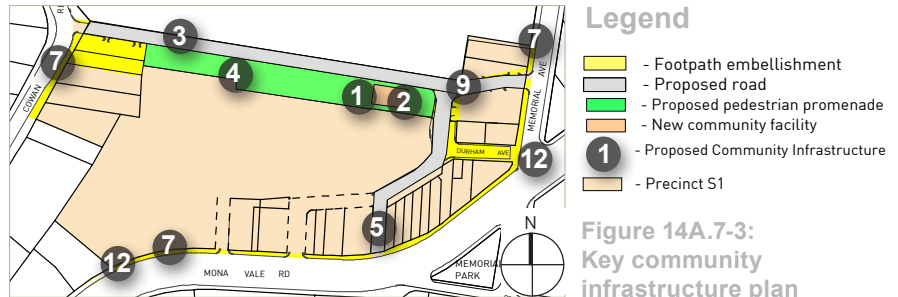 R
3
7
COWAN
4
1
2
9
7
MEMORIAL AVE
DURHAM AVE
12
5
7
12
MONA VALE RD
MEMORIAL
PARK
N
Legend
- Footpath embellishment
- Proposed road
- Proposed pedestrian promenade
- New community facility
1 - Proposed Community Infrastructure
- Precinct S1
Figure 14A.7-3:
Key community
infrastructure plan